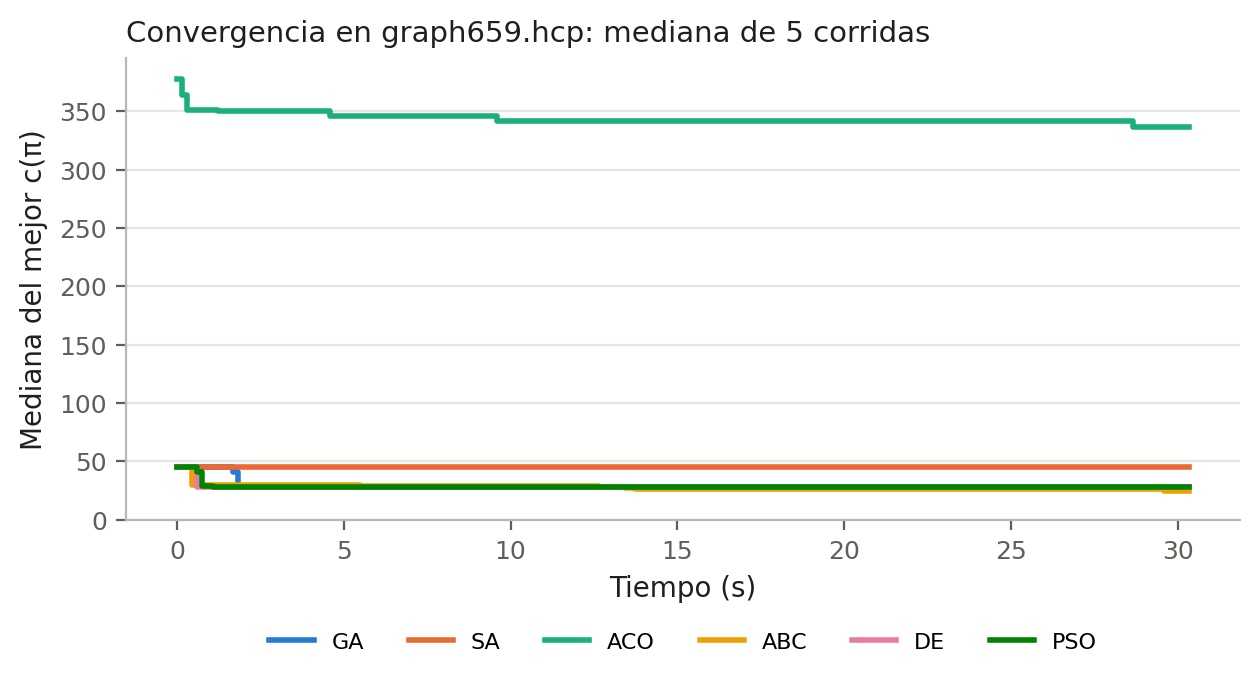 Convergencia en graph659.hcp: mediana de 5 corridas
Mediana del mejor c(π)
350
300
250
200
150
100
50
0
0 5 10 15 20 25 30
Tiempo (s)
GA SA ACO ABC DE PSO